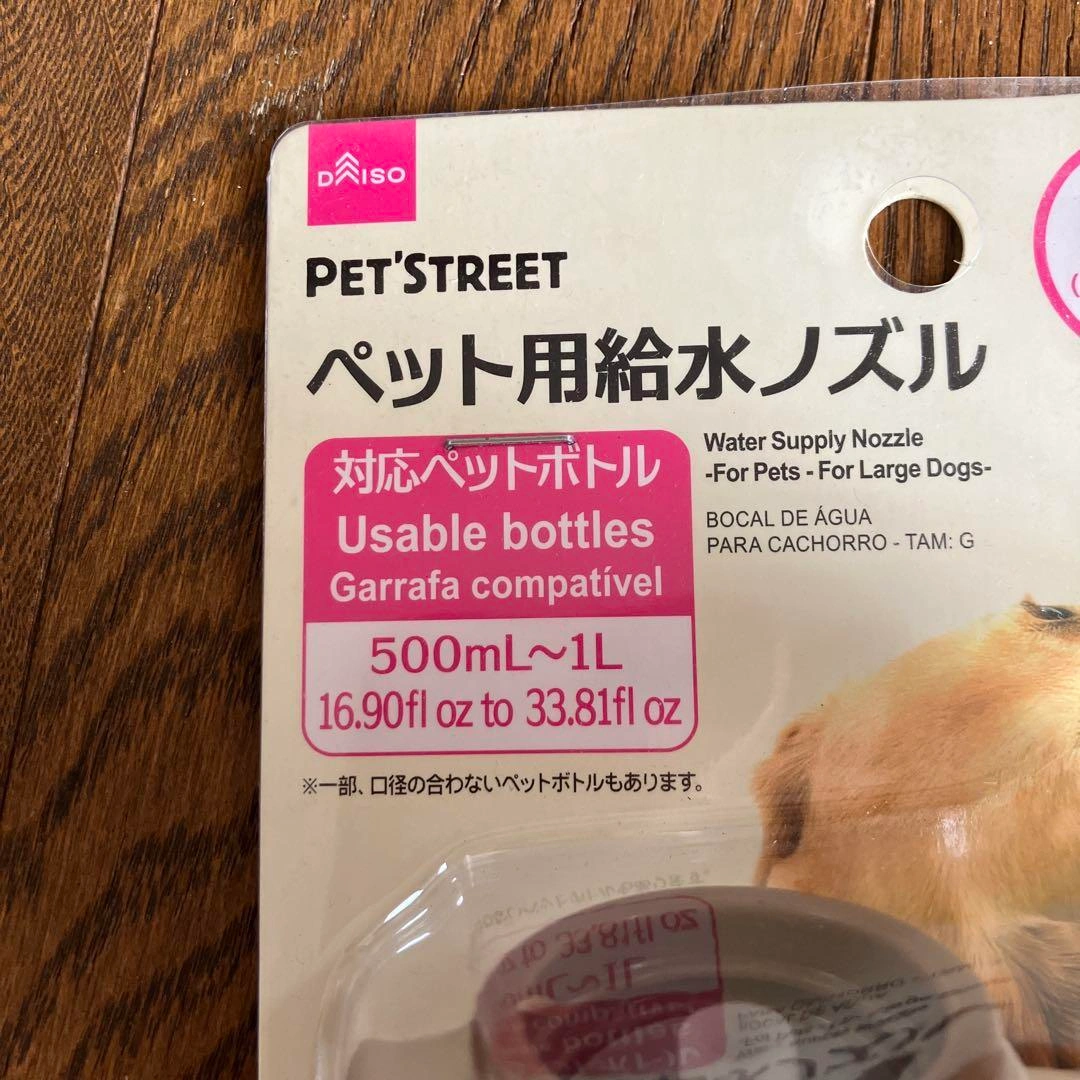 DAISO
PET'STREET
ペット用給水ノズル
対応ペットボトル
Usable bottles
Garrafa compatível
500mL～1L
16.90fl oz to 33.81fl oz
Water Supply Nozzle
-For Pets - For Large Dogs-
BOCAL DE ÁGUA
PARA CACHORRO - TAM: G
※一部、口径の合わないペットボトルもあります。